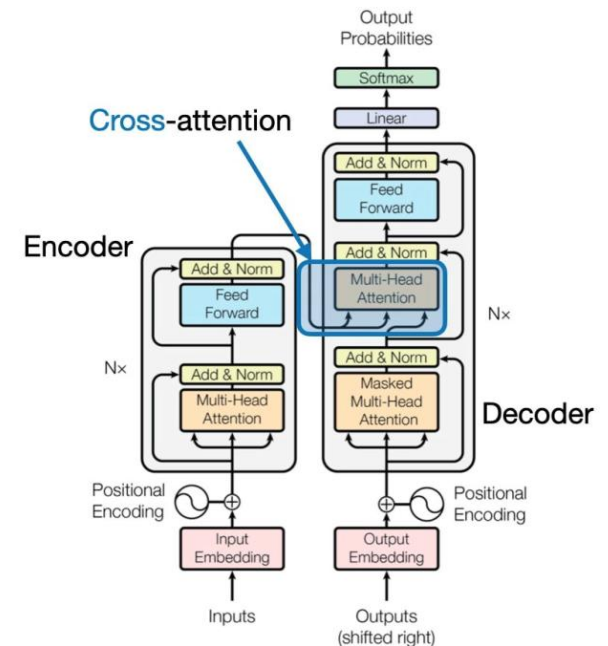 Output
Probabilities
Softmax
Linear
Cross-attention
Add & Norm
Feed
Forward
Add & Norm
Multi-Head
Attention
Nx
Add & Norm
Masked
Multi-Head
Attention
Decoder
Positional
Encoding
Output
Embedding
Outputs
(shifted right)
Encoder
Add & Norm
Feed
Forward
Nx
Add & Norm
Multi-Head
Attention
Positional
Encoding
Input
Embedding
Inputs